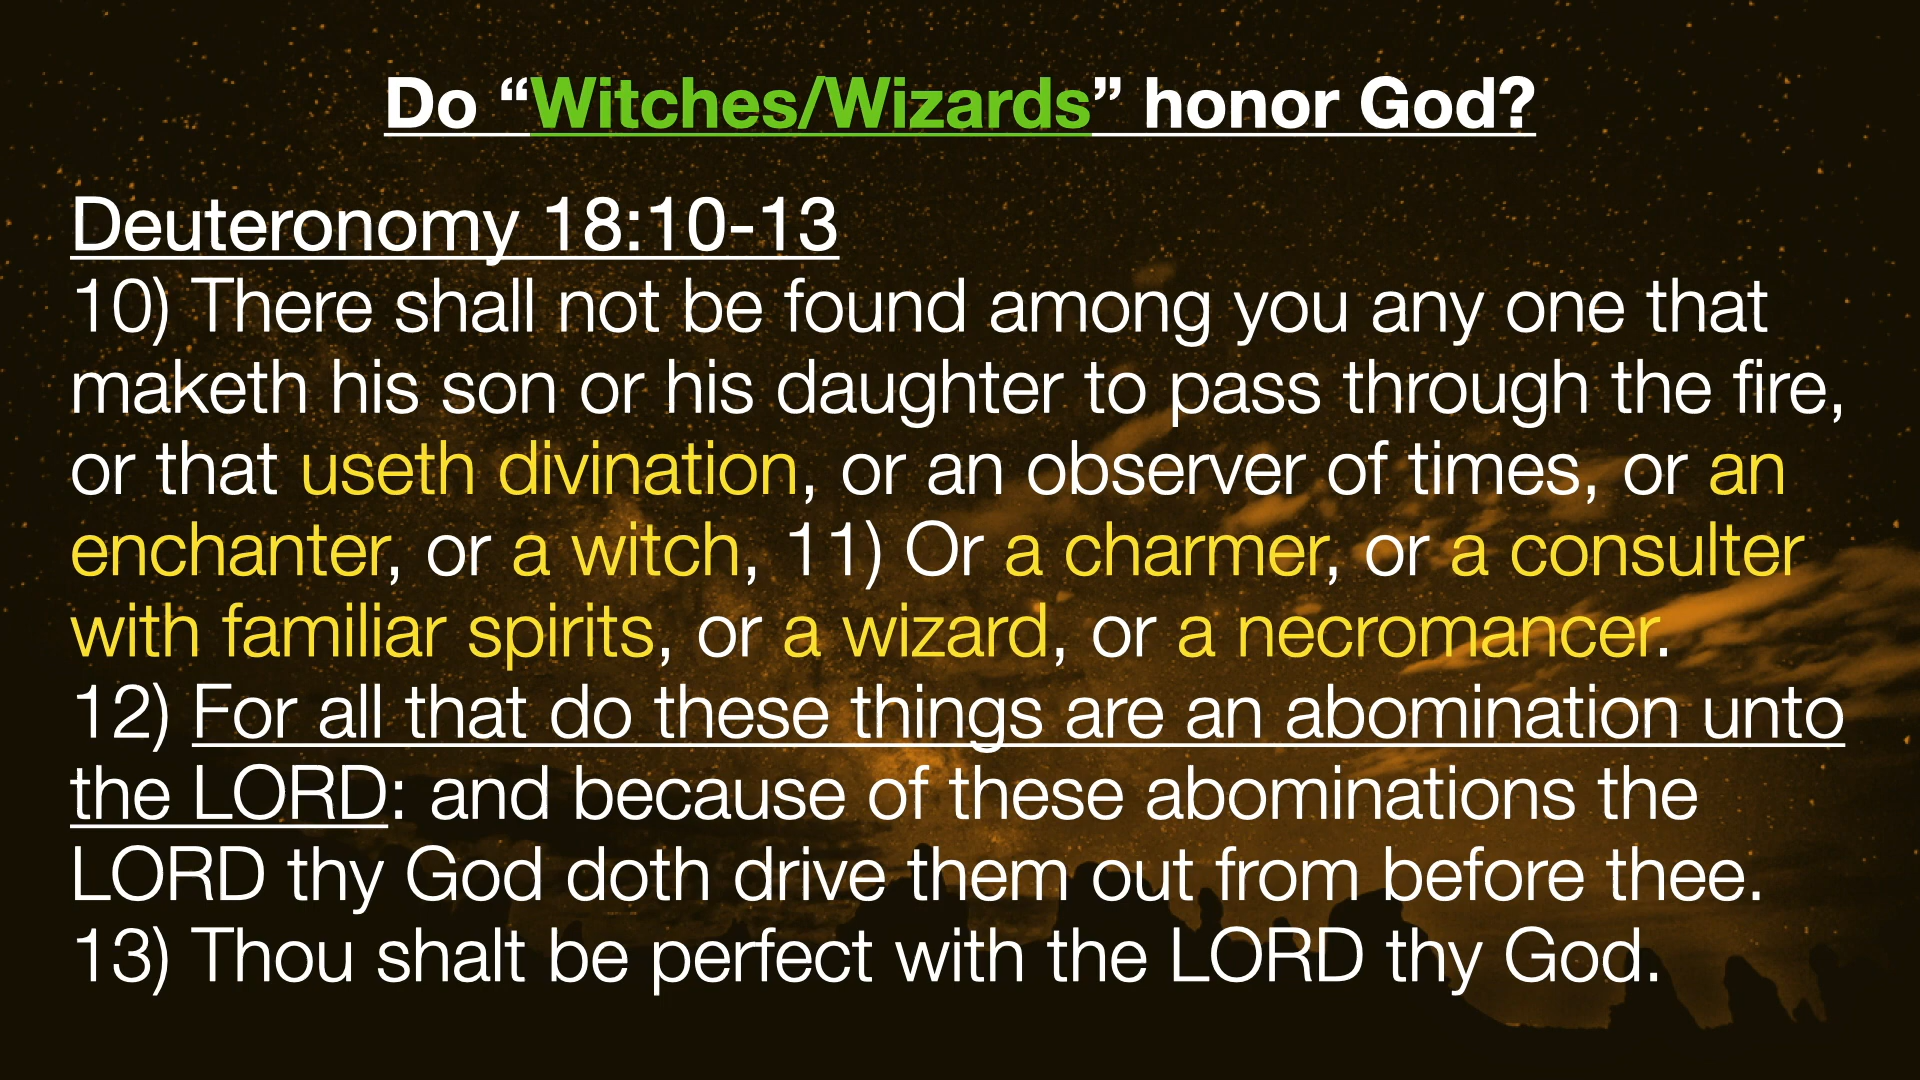 Do “Witches/Wizards” honor God?
Deuteronomy 18:10-13
10) There shall not be found among you any one that
maketh his son or his daughter to pass through the fire,
or that useth divination, or an observer of times, or an
enchanter, or a witch, 11) Or a charmer, or a consulter
with familiar spirits, or a wizard, or a necromancer.
12) For all that do these things are an abomination unto
the LORD: and because of these abominations the
LORD thy God doth drive them out from before thee.
13) Thou shalt be perfect with the LORD thy God.